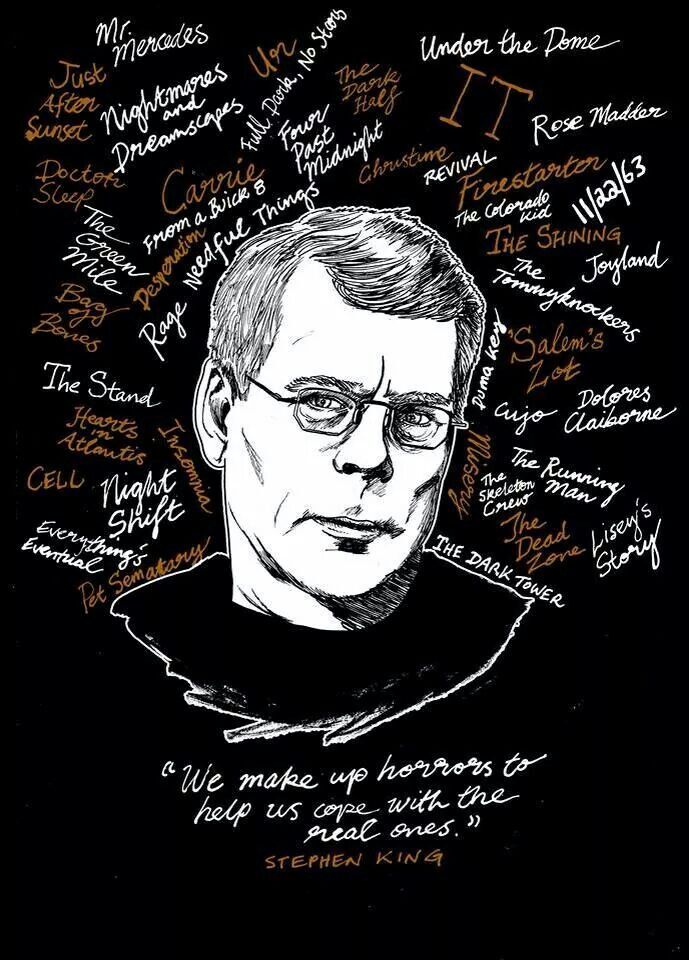 Mr.
Mercedes
Just
After
Sunset
Nightmares
and
Dreamscapes
Ur
Full Dark, No Stars
The
Dark
Half
Four
Past
Midnight
Under the Dome
IT
Rose Madder
Doctor
Sleep
Carrie
From a Buick 8
Christine
REVIVAL
Firestarter
The Colorado
Kid
11/22/63
The
Green
Mile
Desperation
Needful Things
THE SHINING
The
Tommyknockers
Joyland
Bag
of
Bones
Rage
Duma Key
'Salem's
Lot
The Stand
Cujo
Dolores
Claiborne
Hearts
in
Atlantis
Insomnia
Misery
The Running
Man
CELL
Night
Shift
The
Skeleton
Crew
The
Dead
Zone
Lisey's
Story
Everything's
Eventual
Pet Sematary
THE DARK TOWER
"We make up horrors to
help us cope with the
real ones."
STEPHEN KING